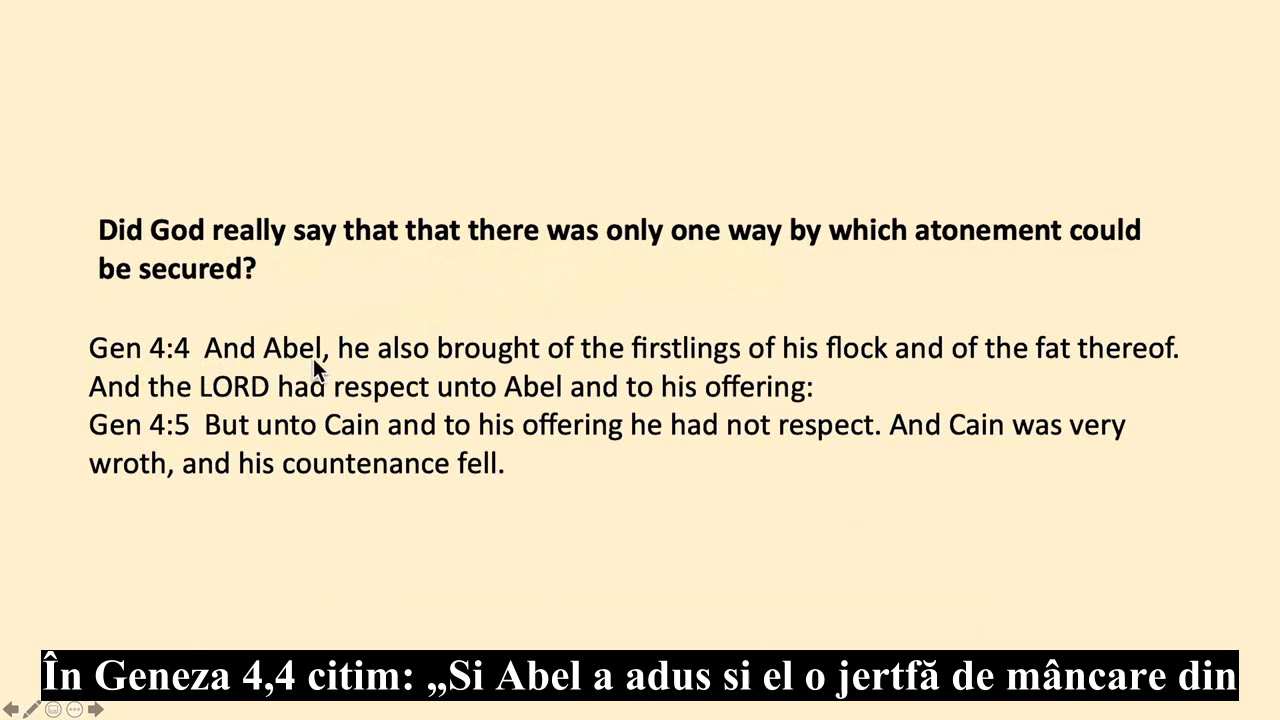 Did God really say that that there was only one way by which atonement could
be secured?
Gen 4:4  And Abel, he also brought of the firstlings of his flock and of the fat thereof.
And the LORD had respect unto Abel and to his offering:
Gen 4:5  But unto Cain and to his offering he had not respect. And Cain was very
wroth, and his countenance fell.
În Geneza 4,4 citim: „Si Abel a adus si el o jertfă de mâncare din